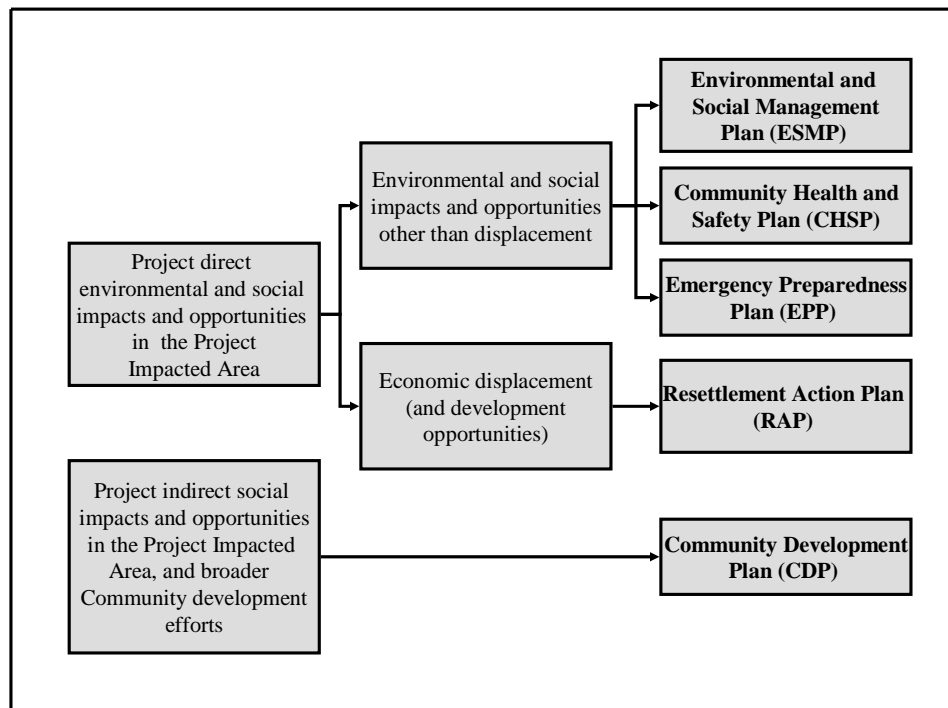 Project direct
environmental and social
impacts and opportunities
in the Project
Impacted Area
Environmental and social
impacts and opportunities
other than displacement
Environmental and
Social Management
Plan (ESMP)
Community Health and
Safety Plan (CHSP)
Emergency Preparedness
Plan (EPP)
Economic displacement
(and development
opportunities)
Resettlement Action Plan
(RAP)
Project indirect social
impacts and opportunities
in the Project Impacted
Area, and broader
Community development
efforts
Community Development
Plan (CDP)